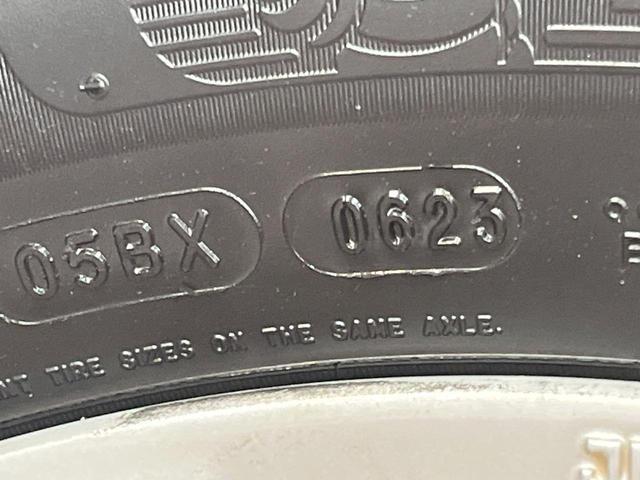 05BX 0623
TIRE SIZES ON THE SAME AXLE.